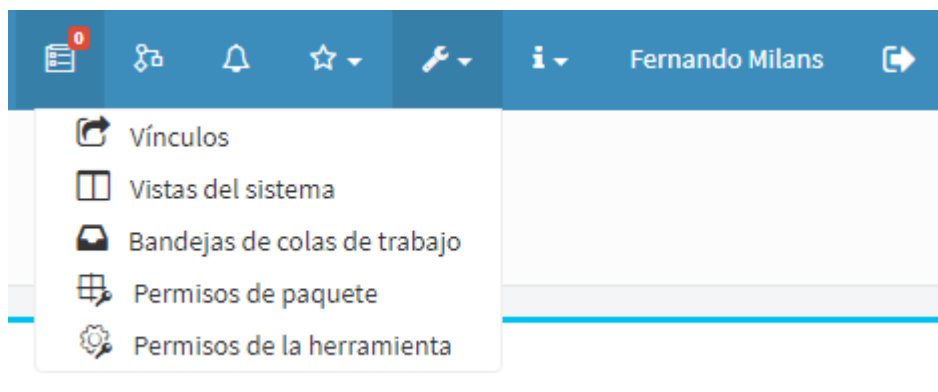 0
Fernando Milans
Vínculos
Vistas del sistema
Bandejas de colas de trabajo
Permisos de paquete
Permisos de la herramienta